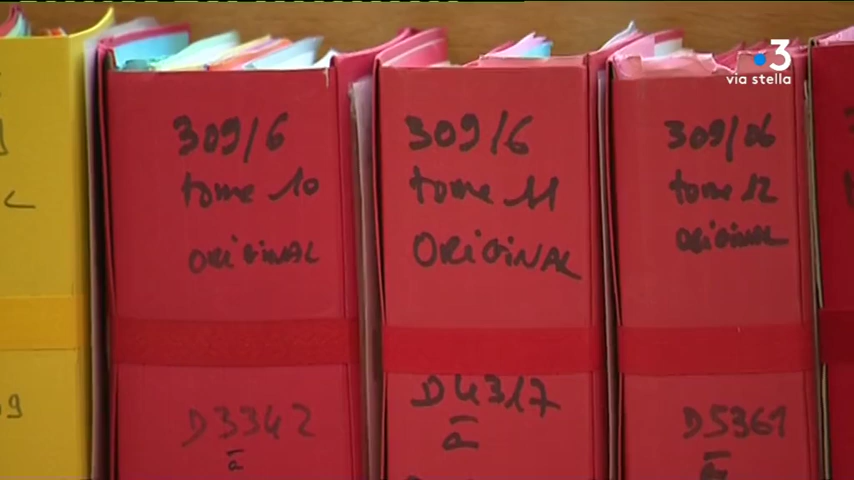 3
via stella
309/6
tome 10
ORIGINAL
D3342
à
309/6
tome 11
ORIGINAL
D4317
à
309/06
tome 12
ORIGINAL
D5361
à